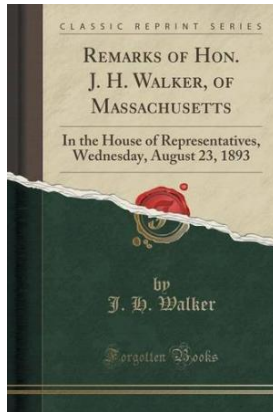 CLASSIC REPRINT SERIES
REMARKS OF HON.
J. H. WALKER, OF
MASSACHUSETTS
In the House of Representatives,
Wednesday, August 23, 1893
by
J. H. Walker
Forgotten Books